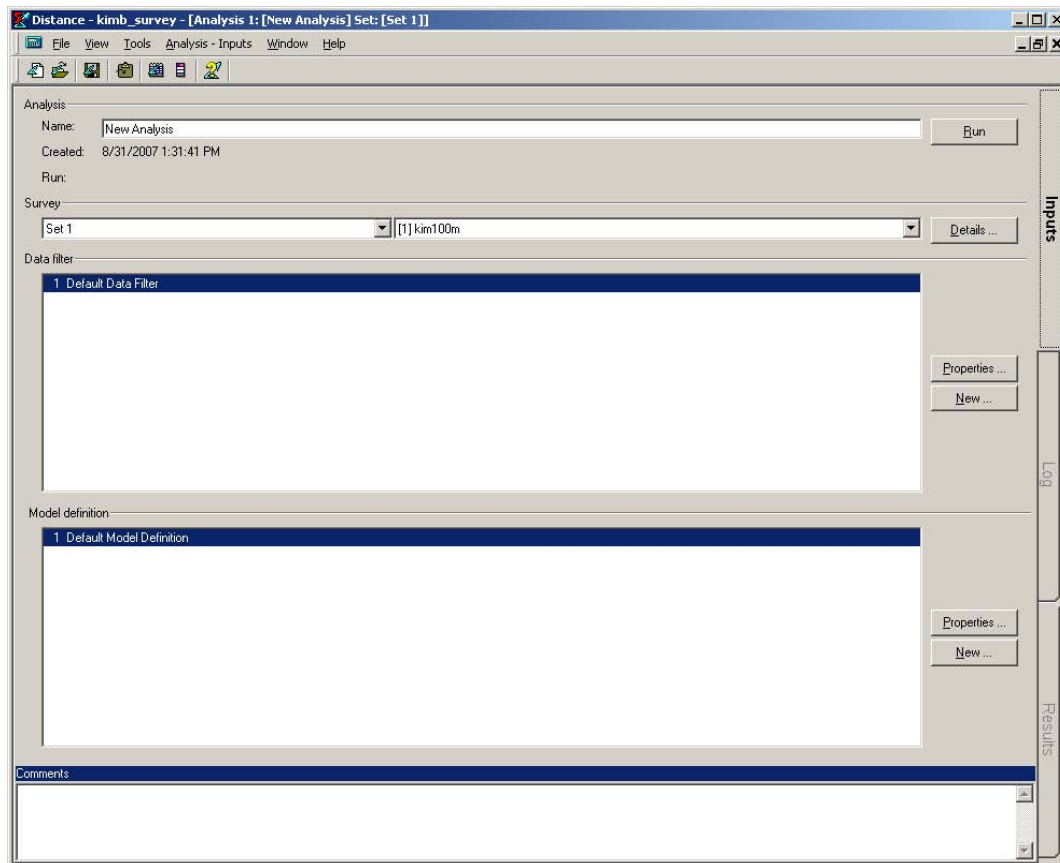 Distance - kimb_survey - [Analysis 1: [New Analysis] Set: [Set 1]]
File View Tools Analysis - Inputs Window Help
Analysis
Name: New Analysis Run
Created: 8/31/2007 1:31:41 PM
Run:
Survey
Set 1 [1] kim100m Details ...
Data filter
1 Default Data Filter
Properties ...
New ...
Model definition
1 Default Model Definition
Properties ...
New ...
Comments
Inputs
Log
Results